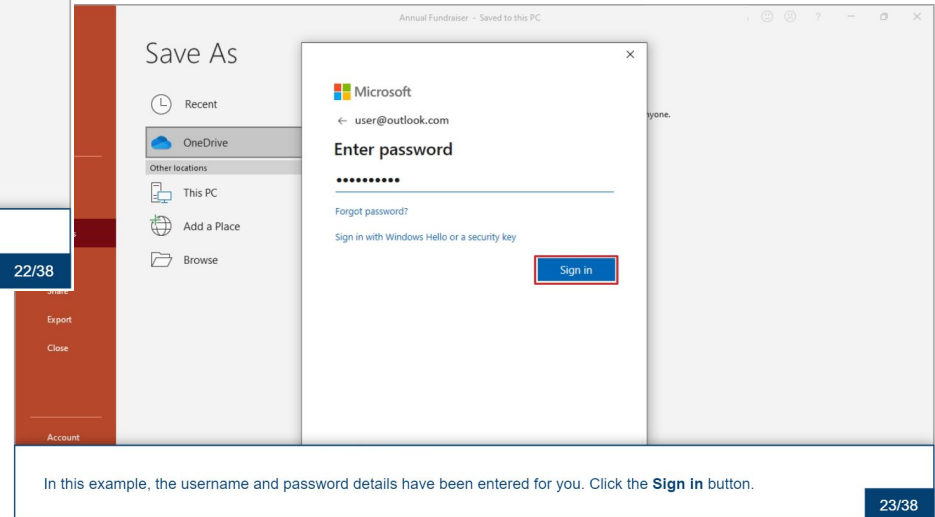 Annual Fundraiser - Saved to this PC
?
Save As
Microsoft
Recent
user@outlook.com
OneDrive
Enter password
Other locations
••••••••••
This PC
Forgot password?
Add a Place
Sign in with Windows Hello or a security key
Browse
Sign in
22/38
Share
Export
Close
Account
In this example, the username and password details have been entered for you. Click the Sign in button.
23/38